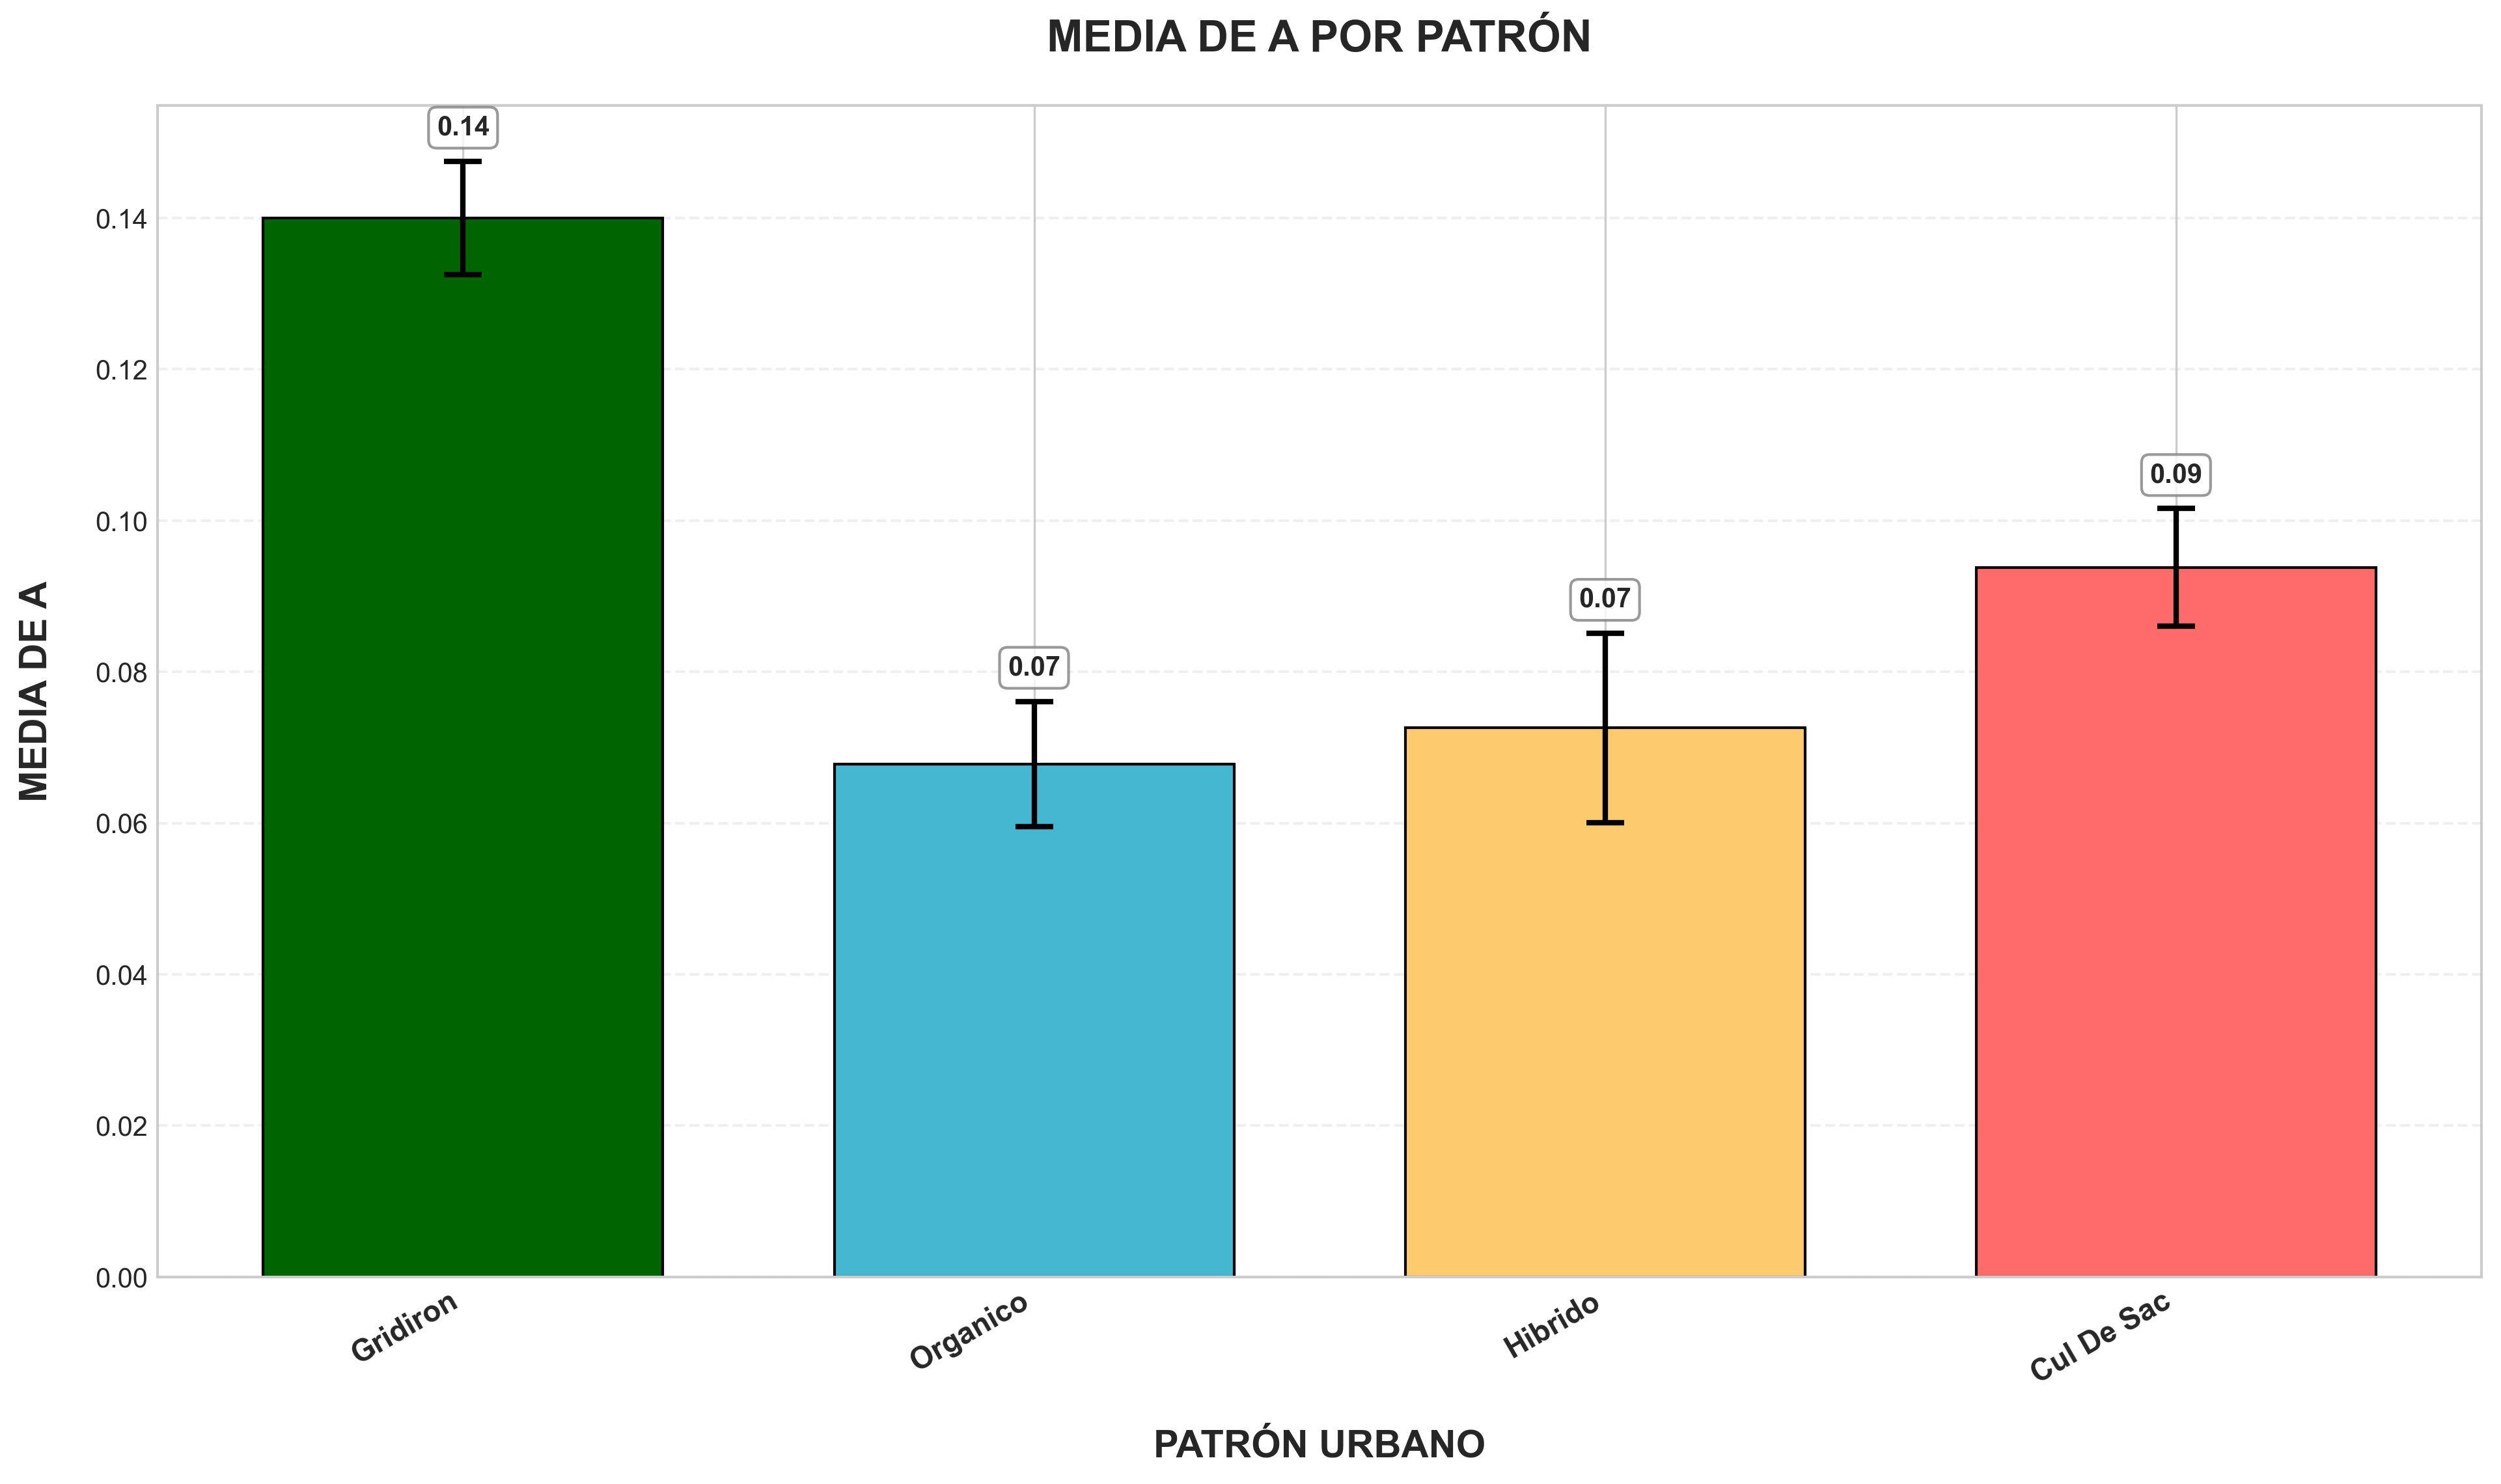 MEDIA DE A POR PATRÓN
0.14
0.14
0.12
0.09
0.10
0.07
0.08
0.07
0.06
0.04
0.02
0.00
MEDIA DE A
Gridiron
Organico
Hibrido
Cul De Sac
PATRÓN URBANO